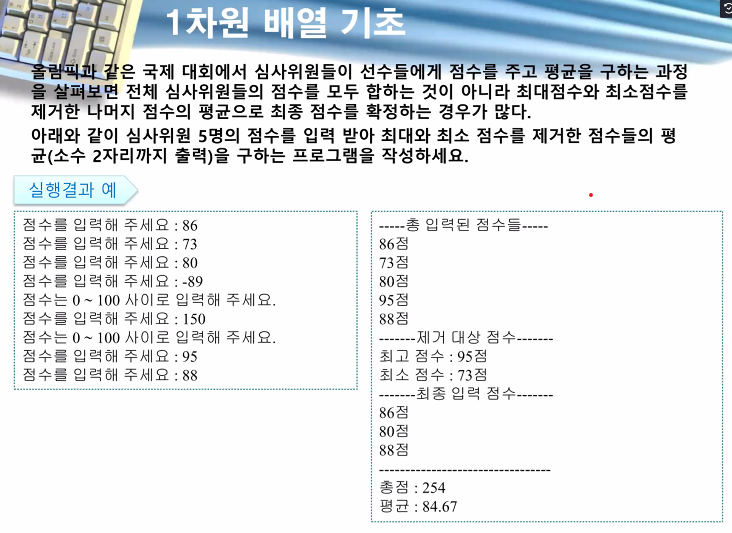 1차원 배열 기초
올림픽과 같은 국제 대회에서 심사위원들이 선수들에게 점수를 주고 평균을 구하는 과정
을 살펴보면 전체 심사위원들의 점수를 모두 합하는 것이 아니라 최대점수와 최소점수를
제거한 나머지 점수의 평균으로 최종 점수를 확정하는 경우가 많다.
아래와 같이 심사위원 5명의 점수를 입력 받아 최대와 최소 점수를 제거한 점수들의 평
균(소수 2자리까지 출력)을 구하는 프로그램을 작성하세요.
실행결과 예
점수를 입력해 주세요 : 86
점수를 입력해 주세요 : 73
점수를 입력해 주세요 : 80
점수를 입력해 주세요 : -89
점수는 0 ~ 100 사이로 입력해 주세요.
점수를 입력해 주세요 : 150
점수는 0 ~ 100 사이로 입력해 주세요.
점수를 입력해 주세요 : 95
점수를 입력해 주세요 : 88
-----총 입력된 점수들-----
86점
73점
80점
95점
88점
-------제거 대상 점수-------
최고 점수 : 95점
최소 점수 : 73점
-------최종 입력 점수-------
86점
80점
88점
---------------------------------
총점 : 254
평균 : 84.67